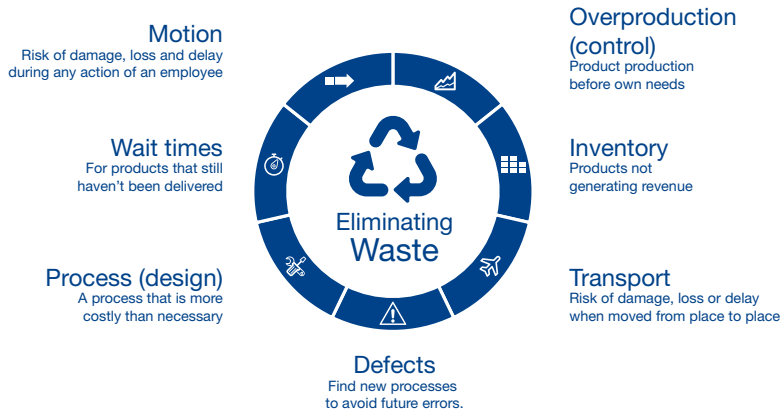 Motion
Risk of damage, loss and delay
during any action of an employee
Overproduction
(control)
Product production
before own needs
Wait times
For products that still
haven't been delivered
Inventory
Products not
generating revenue
Eliminating
Waste
Process (design)
A process that is more
costly than necessary
Transport
Risk of damage, loss or delay
when moved from place to place
Defects
Find new processes
to avoid future errors.